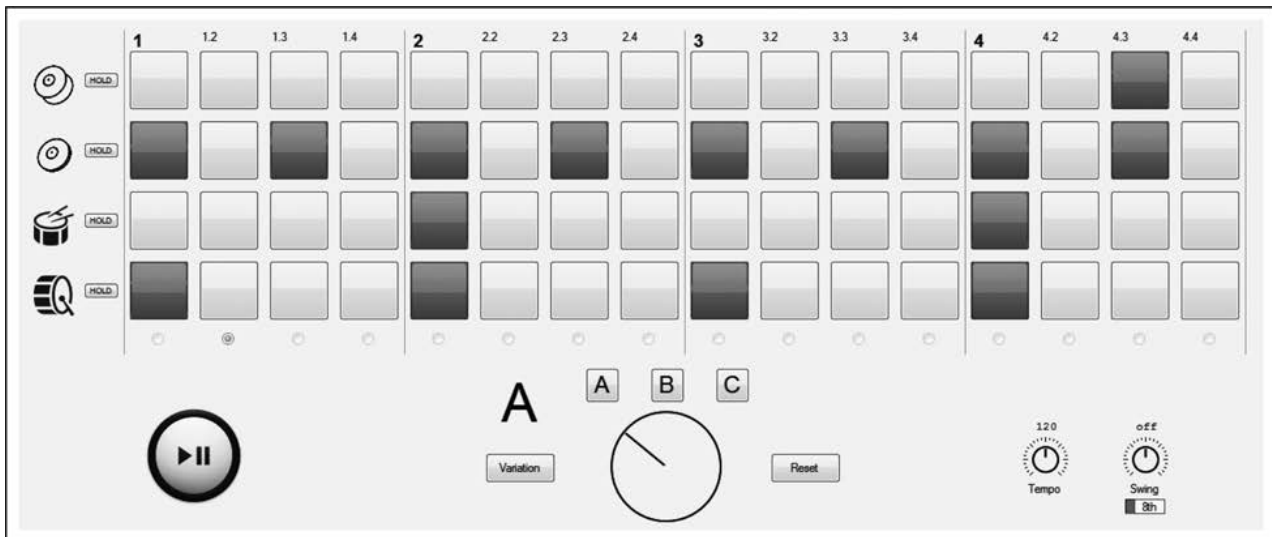 1 1.2 1.3 1.4 2 2.2 2.3 2.4 3 3.2 3.3 3.4 4 4.2 4.3 4.4
HOLD
HOLD
HOLD
HOLD
A A B C
Variation
Reset
120 off
Tempo Swing
8th